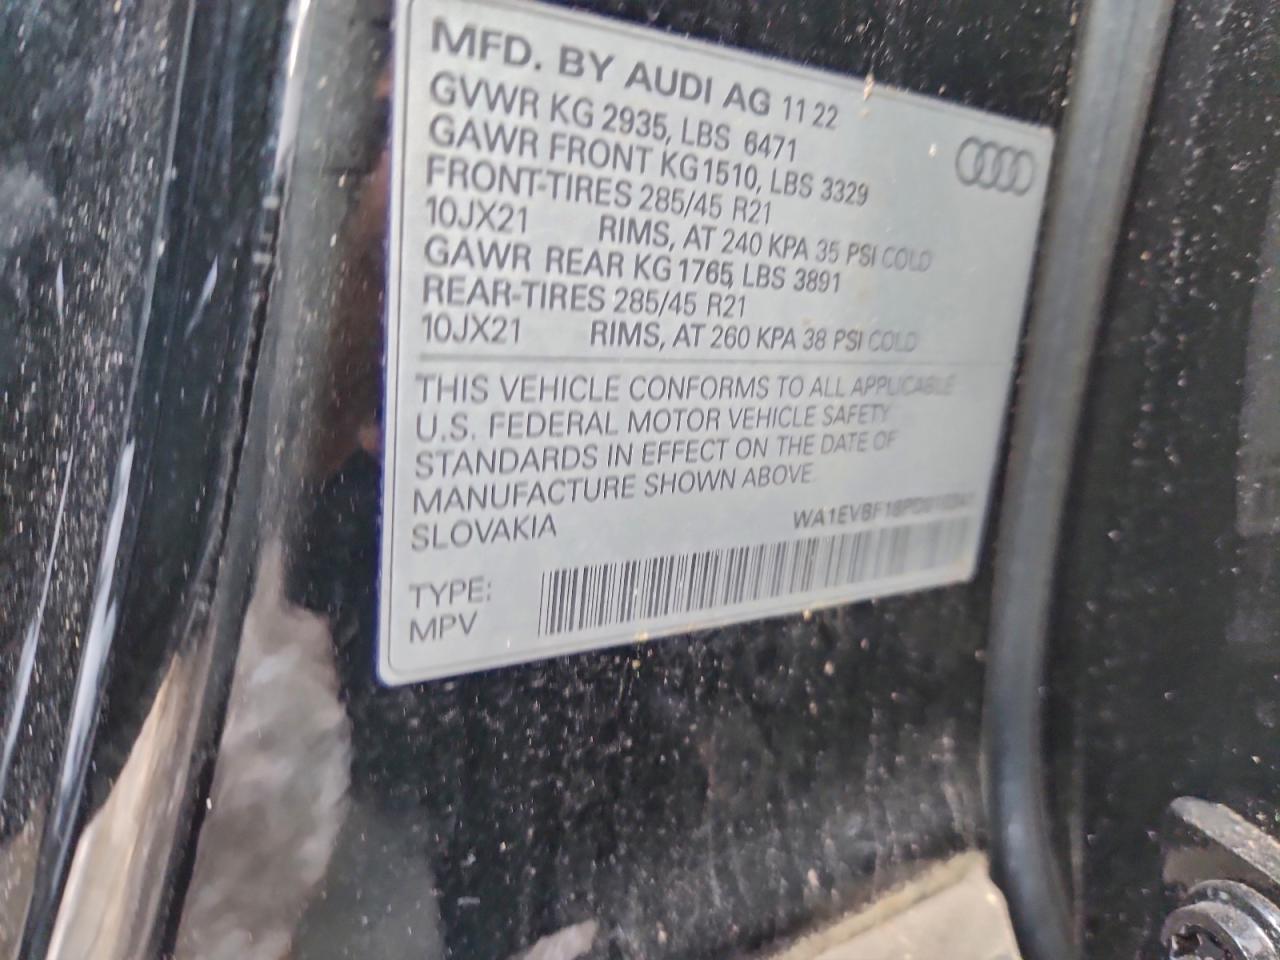 MFD. BY AUDI AG 11 22
GVWR KG 2935, LBS 6471
GAWR FRONT KG1510, LBS 3329
FRONT-TIRES 285/45 R21
10JX21 RIMS, AT 240 KPA 35 PSI COLD
GAWR REAR KG1765, LBS 3891
REAR-TIRES 285/45 R21
10JX21 RIMS, AT 260 KPA 38 PSI COLD
THIS VEHICLE CONFORMS TO ALL APPLICABLE
U.S. FEDERAL MOTOR VEHICLE SAFETY
STANDARDS IN EFFECT ON THE DATE OF
MANUFACTURE SHOWN ABOVE
SLOVAKIA
TYPE:
MPV